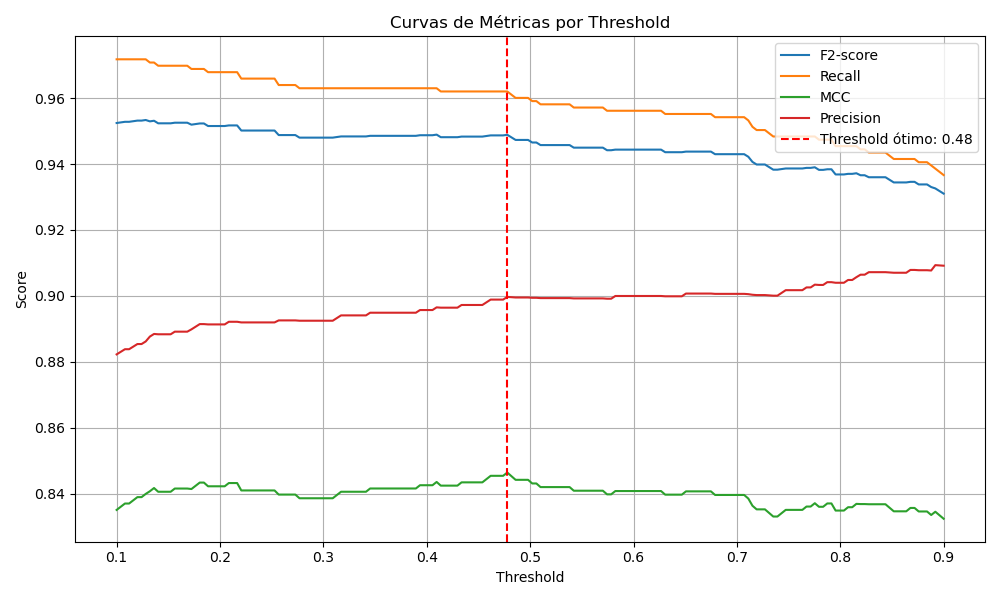 Curvas de Métricas por Threshold
F2-score
Recall
MCC
Precision
Threshold ótimo: 0.48
Score
0.96
0.94
0.92
0.90
0.88
0.86
0.84
0.1 0.2 0.3 0.4 0.5 0.6 0.7 0.8 0.9
Threshold